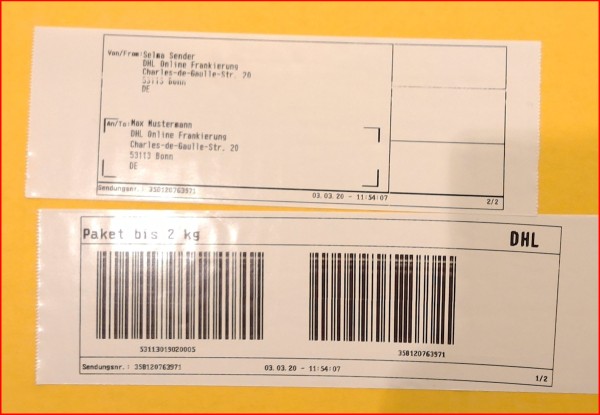 Von/From: Selma Sender
DHL Online Frankierung
Charles-de-Gaulle-Str. 20
53113 Bonn
DE
An/To: Max Mustermann
DHL Online Frankierung
Charles-de-Gaulle-Str. 20
53113 Bonn
DE
Sendungsnr.: 358120763971 03.03.20 - 11:54:07 2/2
Paket bis 2 kg DHL
53113019020005 358120763971
Sendungsnr.: 358120763971 03.03.20 - 11:54:07 1/2